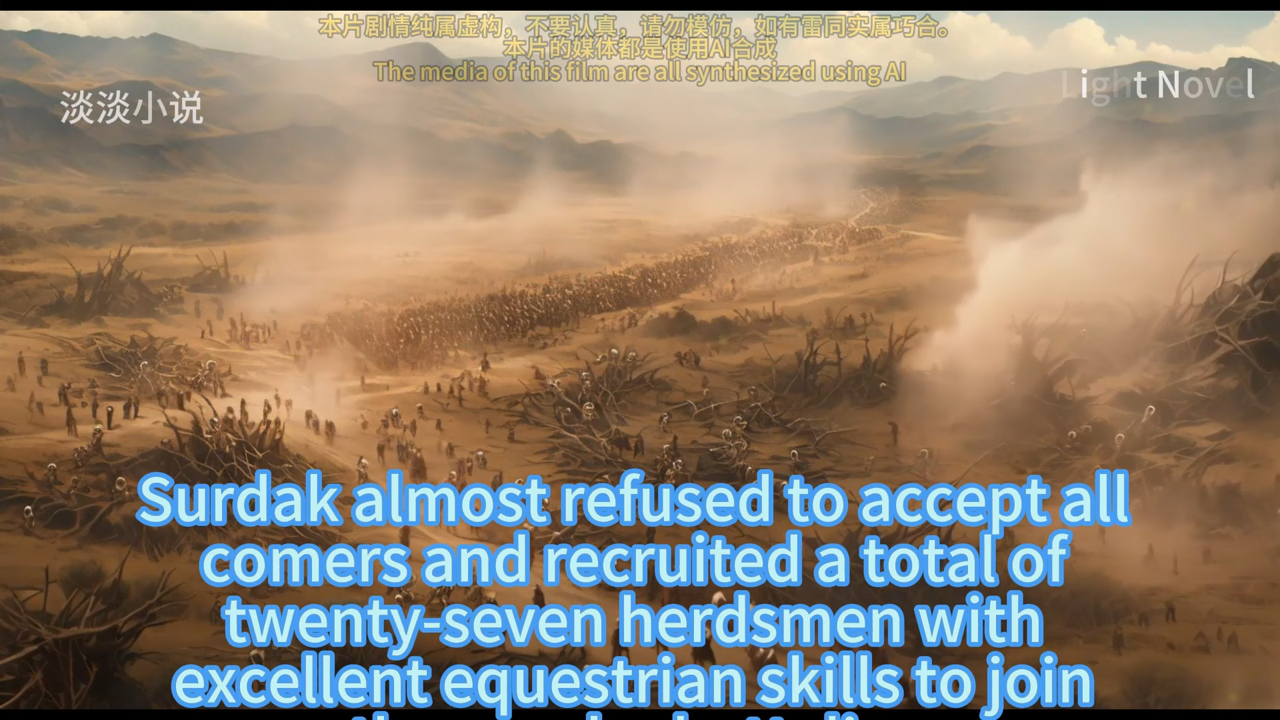 本片剧情纯属虚构，不要认真，请勿模仿，如有雷同实属巧合。
本片的媒体都是使用AI合成
The media of this film are all synthesized using AI
淡淡小说
Light Novel
Surdak almost refused to accept all
comers and recruited a total of
twenty-seven herdsmen with
excellent equestrian skills to join